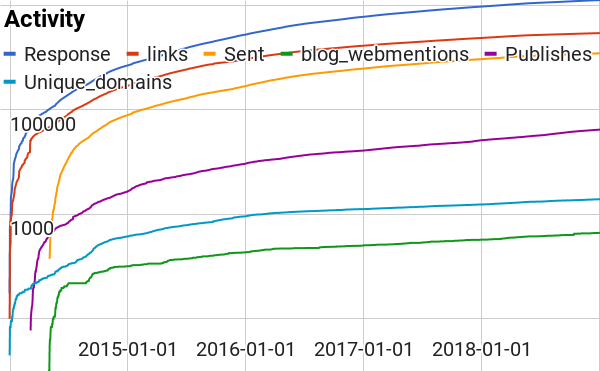 Activity
Response links Sent blog_webmentions Publishes
Unique_domains
100000
1000
2015-01-01 2016-01-01 2017-01-01 2018-01-01